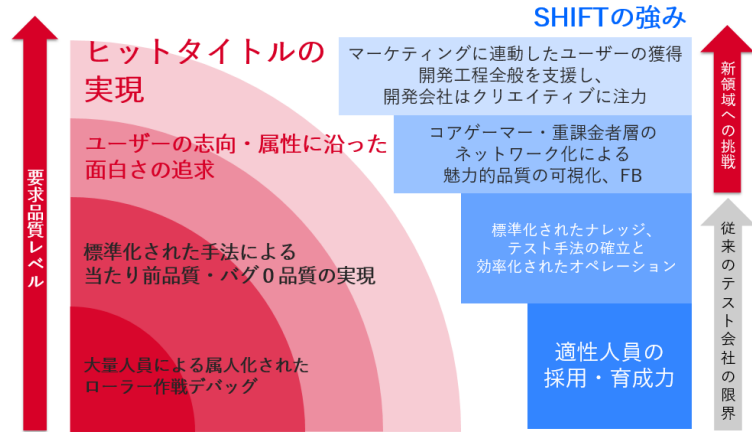 SHIFTの強み
ヒットタイトルの
実現
ユーザーの志向・属性に沿った
面白さの追求
標準化された手法による
当たり前品質・バグ０品質の実現
大量人員による属人化された
ローラー作戦デバッグ
要求品質レベル
マーケティングに連動したユーザーの獲得
開発工程全般を支援し、
開発会社はクリエイティブに注力
コアゲーマー・重課金者層の
ネットワーク化による
魅力的品質の可視化、FB
標準化されたナレッジ、
テスト手法の確立と
効率化されたオペレーション
適性人員の
採用・育成力
新領域への挑戦
従来のテスト会社の限界